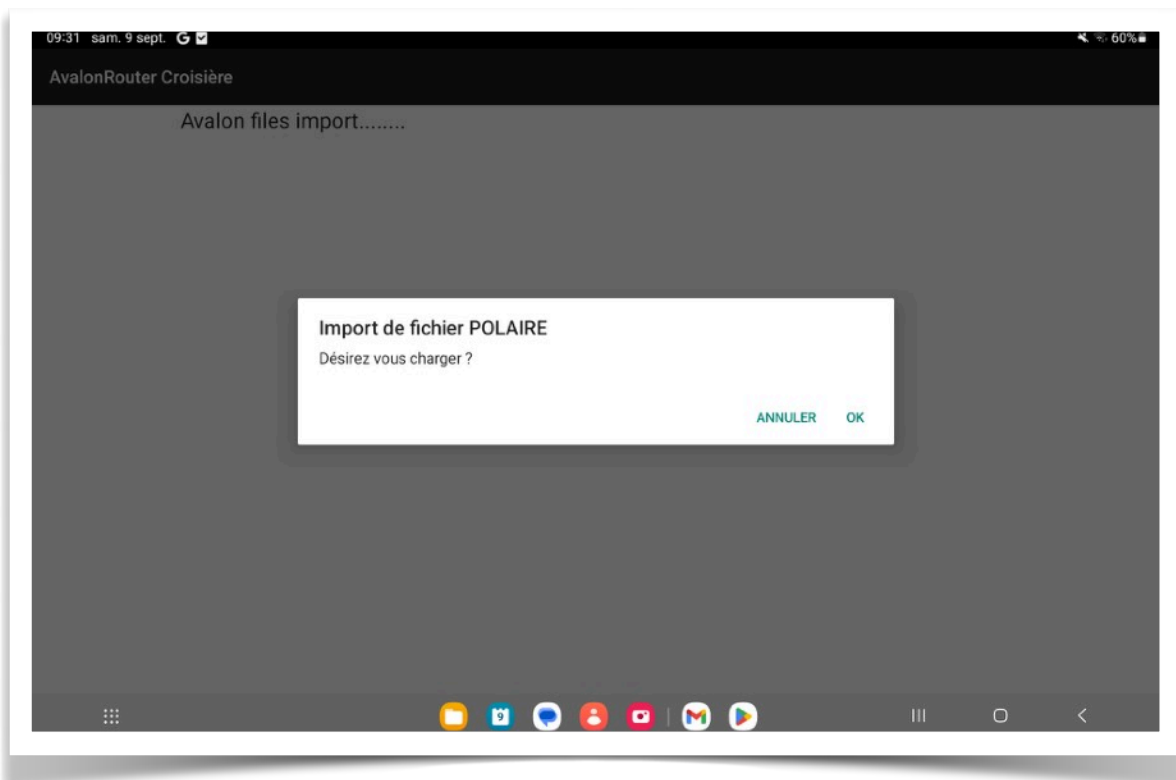 09:31 sam. 9 sept. G 60%
AvalonRouter Croisière
Avalon files import........
Import de fichier POLAIRE
Désirez vous charger ?
ANNULER OK
9